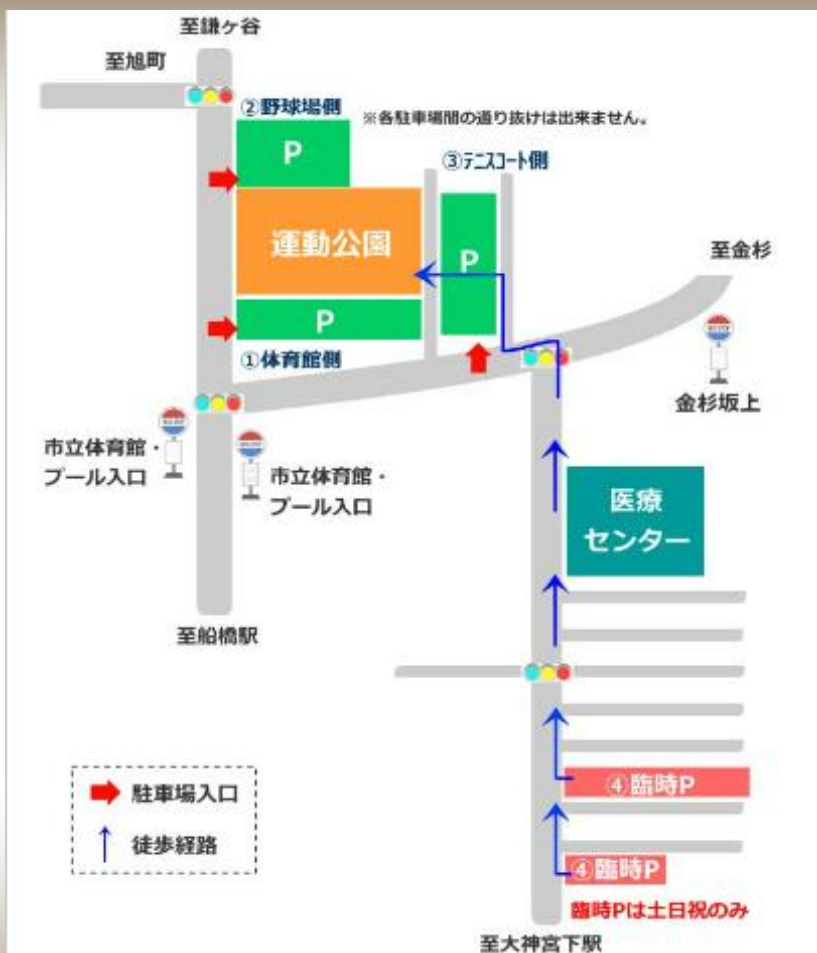 至鎌ヶ谷
至旭町
②野球場側
※各駐車場間の通り抜けは出来ません。
P
③テニスコート側
運動公園
P
至金杉
P
①体育館側
金杉坂上
市立体育館・
プール入口
市立体育館・
プール入口
医療
センター
至船橋駅
駐車場入口
徒歩経路
④臨時P
④臨時P
臨時Pは土日祝のみ
至大神宮下駅